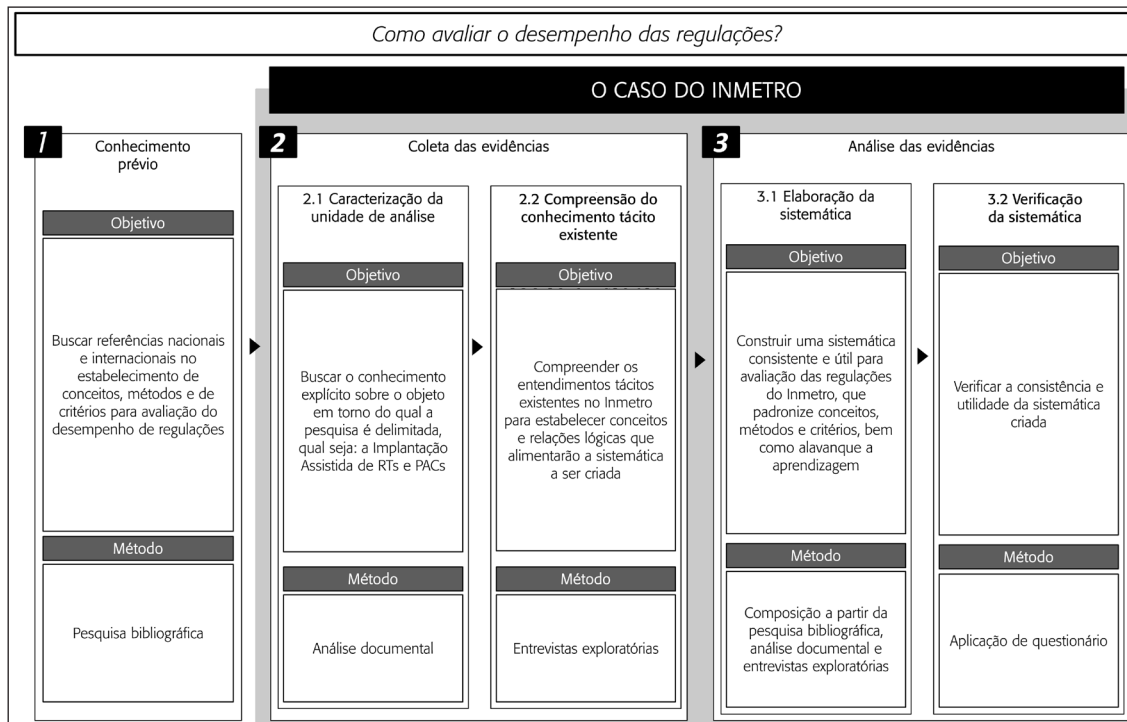 Como avaliar o desempenho das regulações?
O CASO DO INMETRO
1
Conhecimento
prévio
Objetivo
Buscar referências nacionais
e internacionais no
estabelecimento de
conceitos, métodos e de
critérios para avaliação do
desempenho de regulações
Método
Pesquisa bibliográfica
2
Coleta das evidências
2.1 Caracterização da
unidade de análise
Objetivo
Buscar o conhecimento
explícito sobre o objeto
em torno do qual a
pesquisa é delimitada,
qual seja: a Implantação
Assistida de RTs e PACs
Método
Análise documental
2.2 Compreensão do
conhecimento tácito
existente
Objetivo
Compreender os
entendimentos tácitos
existentes no Inmetro
para estabelecer conceitos
e relações lógicas que
alimentarão a sistemática
a ser criada
Método
Entrevistas exploratórias
3
Análise das evidências
3.1 Elaboração da
sistemática
Objetivo
Construir uma sistemática
consistente e útil para
avaliação das regulações
do Inmetro, que
padronize conceitos,
métodos e critérios, bem
como alavanque a
aprendizagem
Método
Composição a partir da
pesquisa bibliográfica,
análise documental e
entrevistas exploratórias
3.2 Verificação
da sistemática
Objetivo
Verificar a consistência e
utilidade da sistemática
criada
Método
Aplicação de questionário